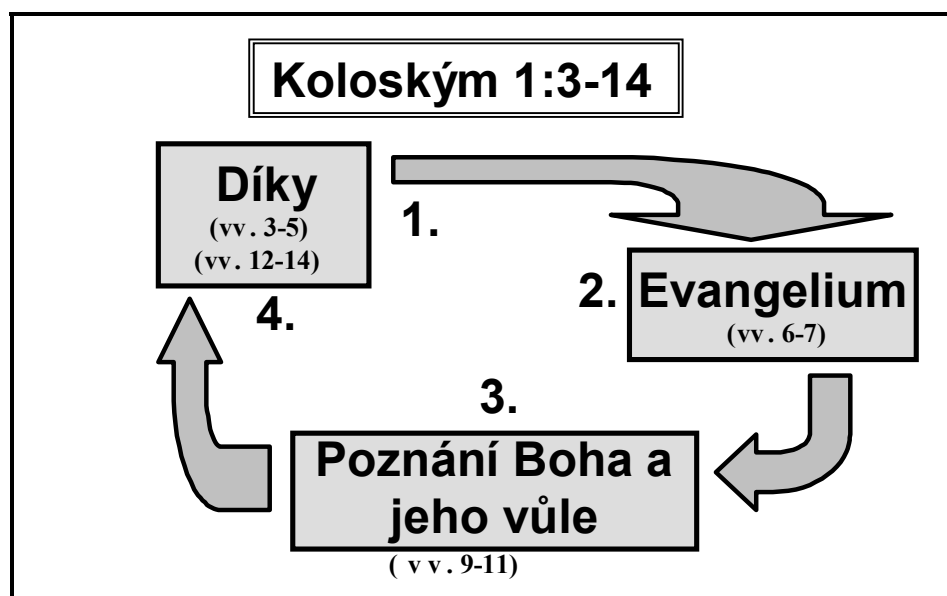 Koloským 1:3-14
Díky
(vv. 3-5)
(vv. 12-14)
1.
2.
Evangelium
(vv. 6-7)
3.
Poznání Boha a
jeho vůle
( v v. 9-11)
4.